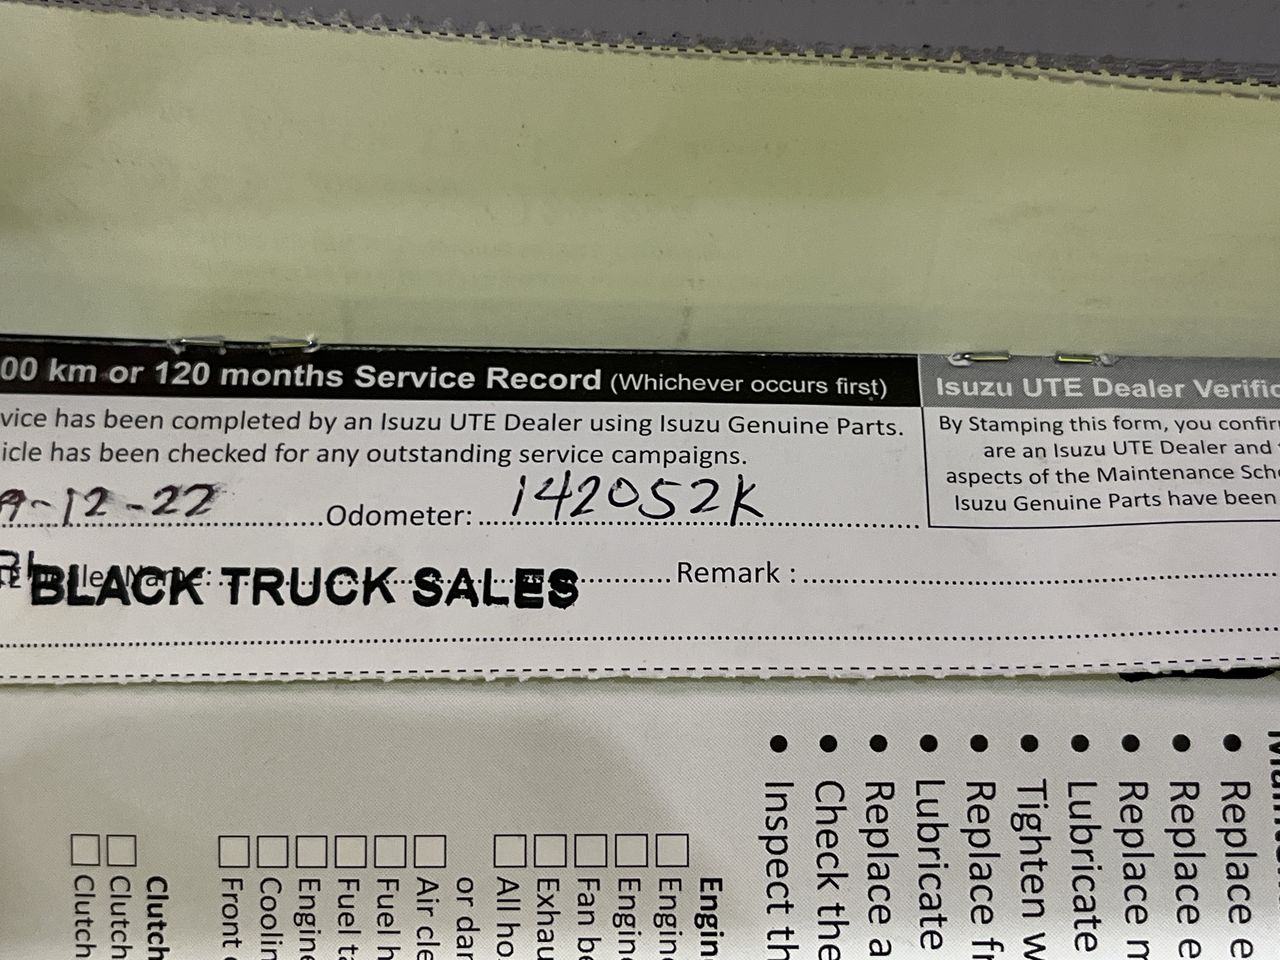 00 km or 120 months Service Record (Whichever occurs first)
vice has been completed by an Isuzu UTE Dealer using Isuzu Genuine Parts.
icle has been checked for any outstanding service campaigns.
9-12-22 Odometer: 142052K
BLACK TRUCK SALES
Remark :
Isuzu UTE Dealer Verific
By Stamping this form, you confir
are an Isuzu UTE Dealer and
aspects of the Maintenance Sch
Isuzu Genuine Parts have been
Replace e
Replace e
Replace m
Lubricate
Tighten w
Replace fr
Lubricate
Replace a
Check the
Inspect th
Engin
Engin
Engine
Fan be
Exhau
All ho
or dar
Air cle
Fuel h
Fuel ta
Engine
Coolin
Front
Clutch
Clutch
Clutch